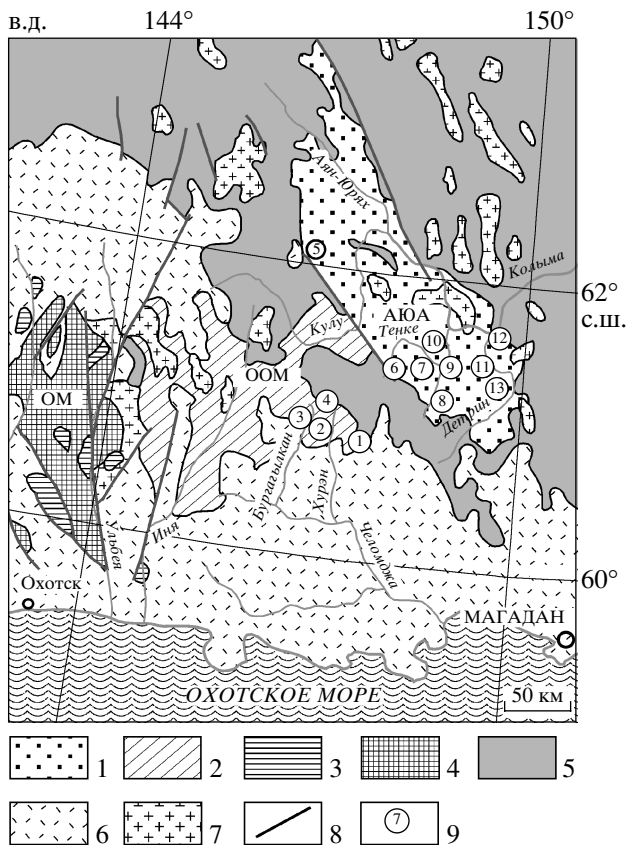 в.д. 144° 150°
Аян-Юрях
5
Колыма
62°
с.ш.
Кулу
АЮА
Тенке
10
12
6
7
9
11
13
8
Детрин
ОМ
ООМ
4
3
2
1
Бургагылкан
Хурэн
Челомджа
Ульбея
Иня
60°
Охотск
МАГАДАН
ОХОТСКОЕ МОРЕ
50 км
1 2 3 4 5
6 7 8 7 9